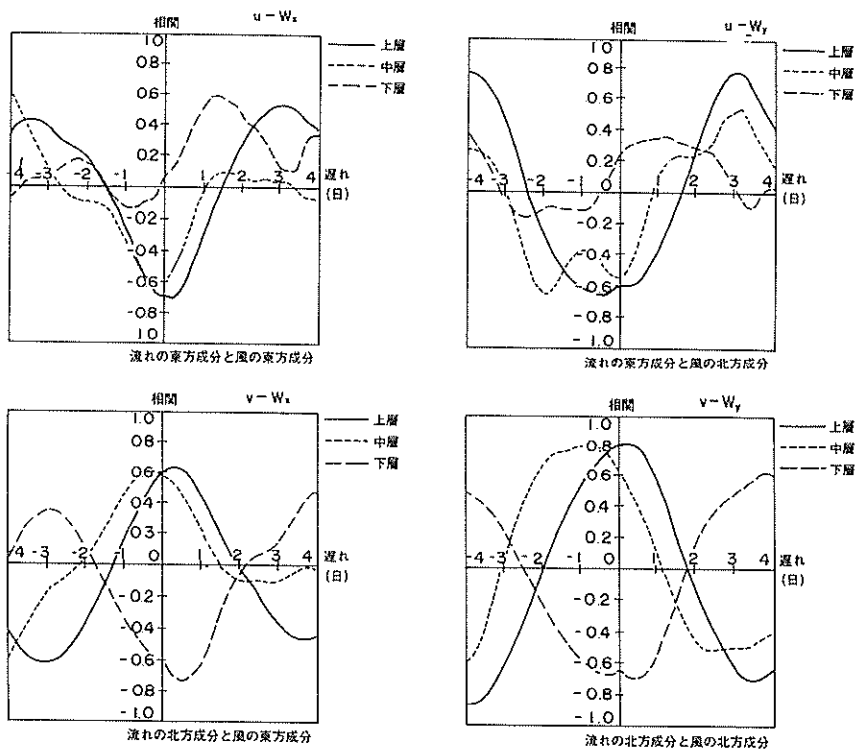 相関
u－Wx
1.0
0.8
0.6
0.4
0.2
-4
-3
-2
-1
0
1
2
3
4
遅れ
(日)
-0.2
-0.4
-0.6
-0.8
1.0
上層
中層
下層
流れの東方成分と風の東方成分
相関
u－Wy
1.0
0.8
0.6
0.4
0.2
-4
-3
-2
-1
0
1
2
3
4
遅れ
(日)
-0.2
-0.4
-0.6
-0.8
-1.0
上層
中層
下層
流れの東方成分と風の北方成分
相関
v－Wx
1.0
0.8
0.6
0.3
0.2
-4
-3
-2
-1
0
1
2
3
4
遅れ
(日)
-0.2
-0.4
-0.6
-0.8
-1.0
上層
中層
下層
流れの北方成分と風の東方成分
相関
v－Wy
1.0
0.8
0.6
0.4
0.2
-4
-3
-2
-1
0
1
2
3
4
遅れ
(日)
-0.2
-0.4
-0.6
-0.8
-1.0
上層
中層
下層
流れの北方成分と風の北方成分